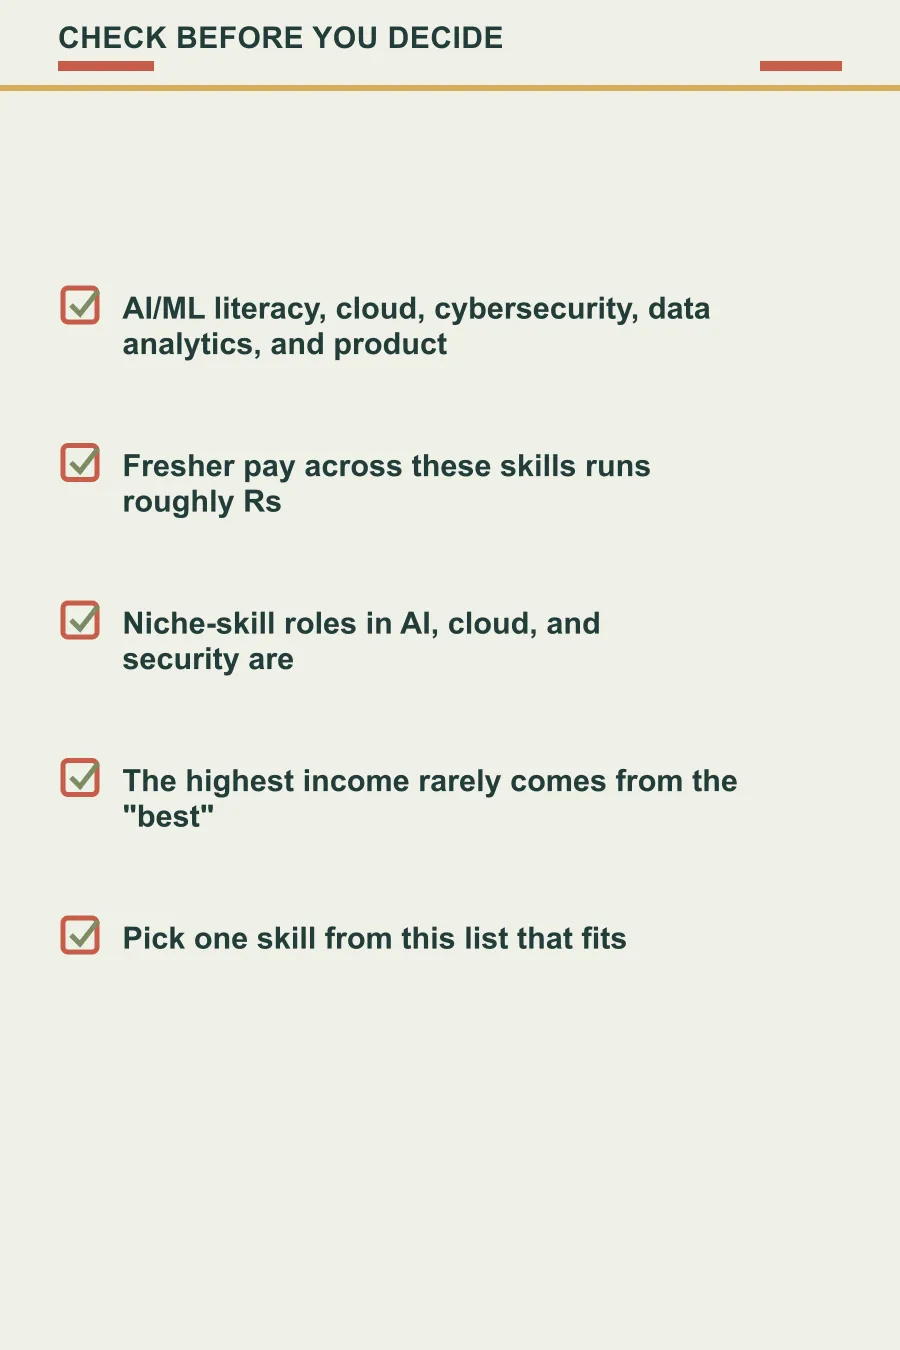 CHECK BEFORE YOU DECIDE
AI/ML literacy, cloud, cybersecurity, data
analytics, and product
Fresher pay across these skills runs
roughly Rs
Niche-skill roles in AI, cloud, and
security are
The highest income rarely comes from the
"best"
Pick one skill from this list that fits